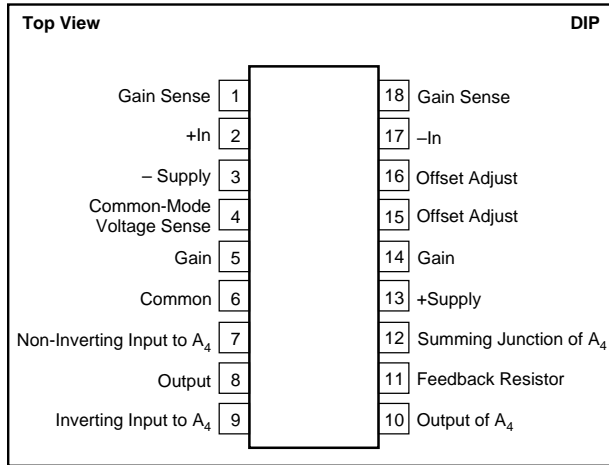 Top View DIP
Gain Sense 1 18 Gain Sense
+In 2 17 –In
– Supply 3 16 Offset Adjust
Common-Mode
Voltage Sense 4 15 Offset Adjust
Gain 5 14 Gain
Common 6 13 +Supply
Non-Inverting Input to A4 7 12 Summing Junction of A4
Output 8 11 Feedback Resistor
Inverting Input to A4 9 10 Output of A4